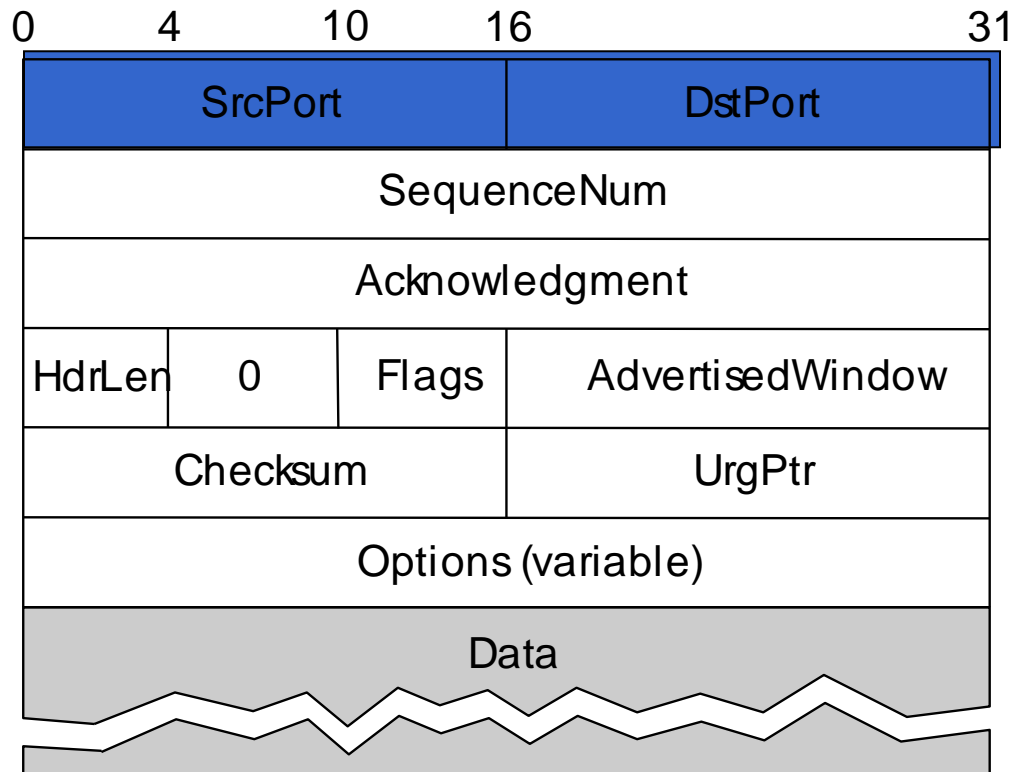 0 4 10 16 31
SrcPort DstPort
SequenceNum
Acknowledgment
HdrLen 0 Flags AdvertisedWindow
Checksum UrgPtr
Options (variable)
Data